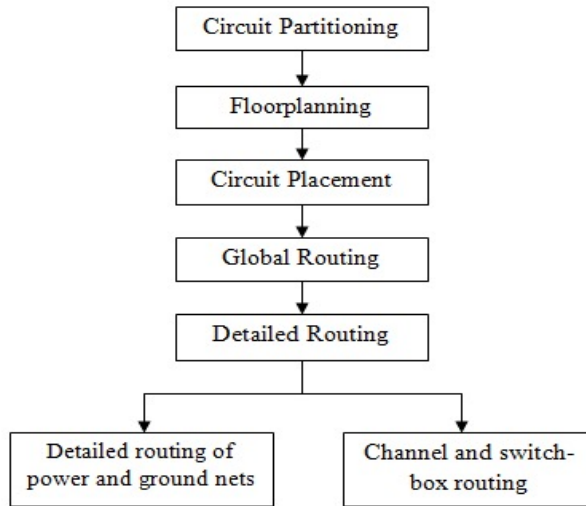 Circuit Partitioning
Floorplanning
Circuit Placement
Global Routing
Detailed Routing
Detailed routing of
power and ground nets
Channel and switch-
box routing